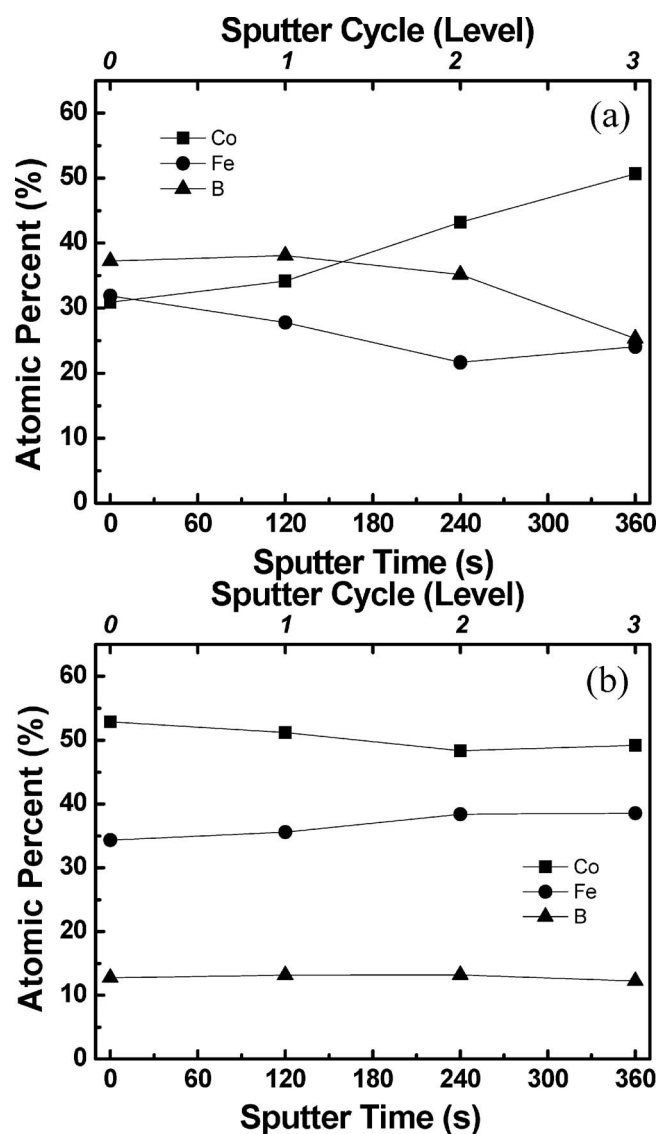 Sputter Cycle (Level)
0 1 2 3
(a)
Co
Fe
B
Atomic Percent (%)
60
50
40
30
20
10
0
0 60 120 180 240 300 360
Sputter Time (s)
Sputter Cycle (Level)
0 1 2 3
(b)
Atomic Percent (%)
60
50
40
30
20
10
0
Co
Fe
B
0 60 120 180 240 300 360
Sputter Time (s)